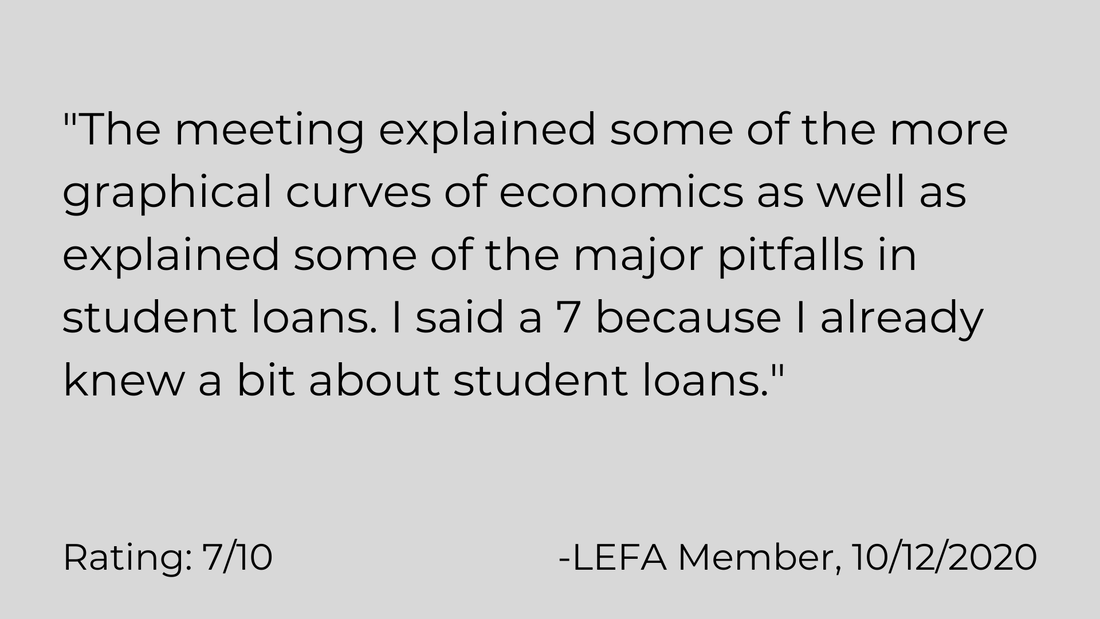 "The meeting explained some of the more
graphical curves of economics as well as
explained some of the major pitfalls in
student loans. I said a 7 because I already
knew a bit about student loans."
Rating: 7/10
-LEFA Member, 10/12/2020